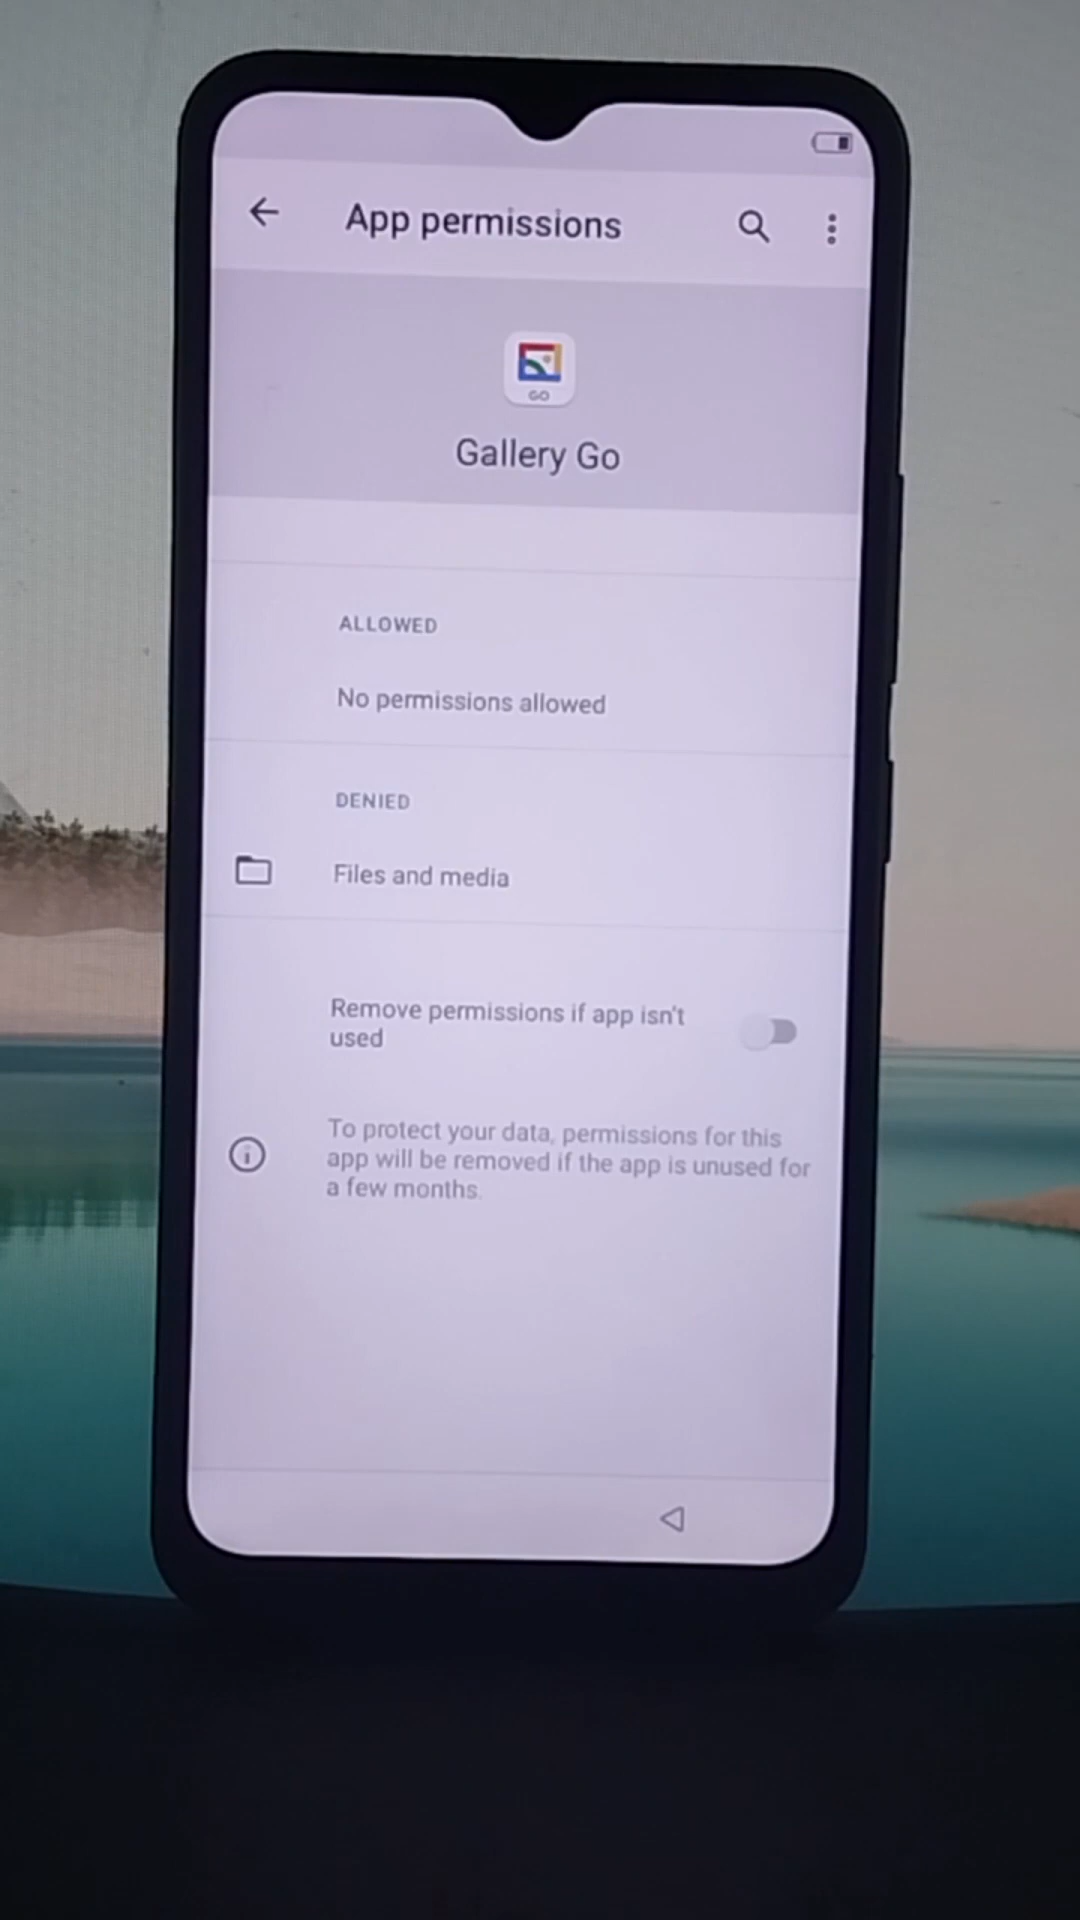 App permissions
GO
Gallery Go
ALLOWED
No permissions allowed
DENIED
Files and media
Remove permissions if app isn't
used
To protect your data, permissions for this
app will be removed if the app is unused for
a few months.